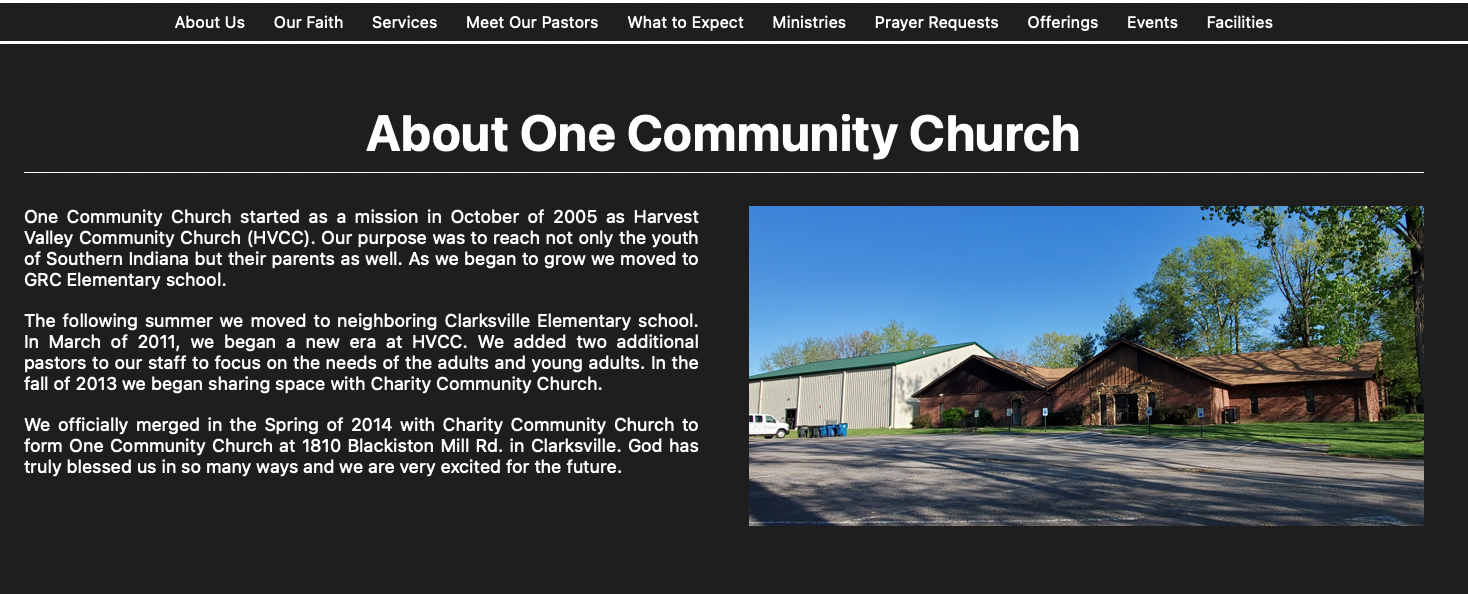 About Us Our Faith Services Meet Our Pastors What to Expect Ministries Prayer Requests Offerings Events Facilities
About One Community Church
One Community Church started as a mission in October of 2005 as Harvest
Valley Community Church (HVCC). Our purpose was to reach not only the youth
of Southern Indiana but their parents as well. As we began to grow we moved to
GRC Elementary school.
The following summer we moved to neighboring Clarksville Elementary school.
In March of 2011, we began a new era at HVCC. We added two additional
pastors to our staff to focus on the needs of the adults and young adults. In the
fall of 2013 we began sharing space with Charity Community Church.
We officially merged in the Spring of 2014 with Charity Community Church to
form One Community Church at 1810 Blackiston Mill Rd. in Clarksville. God has
truly blessed us in so many ways and we are very excited for the future.